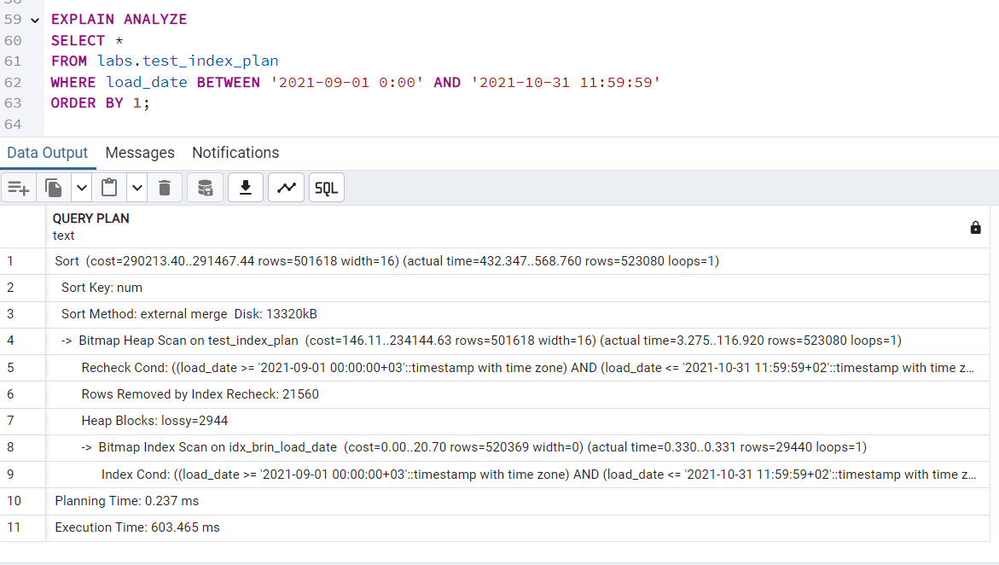 58
59 EXPLAIN ANALYZE
60 SELECT *
61 FROM labs.test_index_plan
62 WHERE load_date BETWEEN '2021-09-01 0:00' AND '2021-10-31 11:59:59'
63 ORDER BY 1;
64
Data Output Messages Notifications
SQL
QUERY PLAN
text
1 Sort (cost=290213.40..291467.44 rows=501618 width=16) (actual time=432.347..568.760 rows=523080 loops=1)
2 Sort Key: num
3 Sort Method: external merge Disk: 13320kB
4 -> Bitmap Heap Scan on test_index_plan (cost=146.11..234144.63 rows=501618 width=16) (actual time=3.275..116.920 rows=523080 loops=1)
5 Recheck Cond: ((load_date >= '2021-09-01 00:00:00+03'::timestamp with time zone) AND (load_date <= '2021-10-31 11:59:59+02'::timestamp with time z...
6 Rows Removed by Index Recheck: 21560
7 Heap Blocks: lossy=2944
8 -> Bitmap Index Scan on idx_brin_load_date (cost=0.00..20.70 rows=520369 width=0) (actual time=0.330..0.331 rows=29440 loops=1)
9 Index Cond: ((load_date >= '2021-09-01 00:00:00+03'::timestamp with time zone) AND (load_date <= '2021-10-31 11:59:59+02'::timestamp with time z...
10 Planning Time: 0.237 ms
11 Execution Time: 603.465 ms